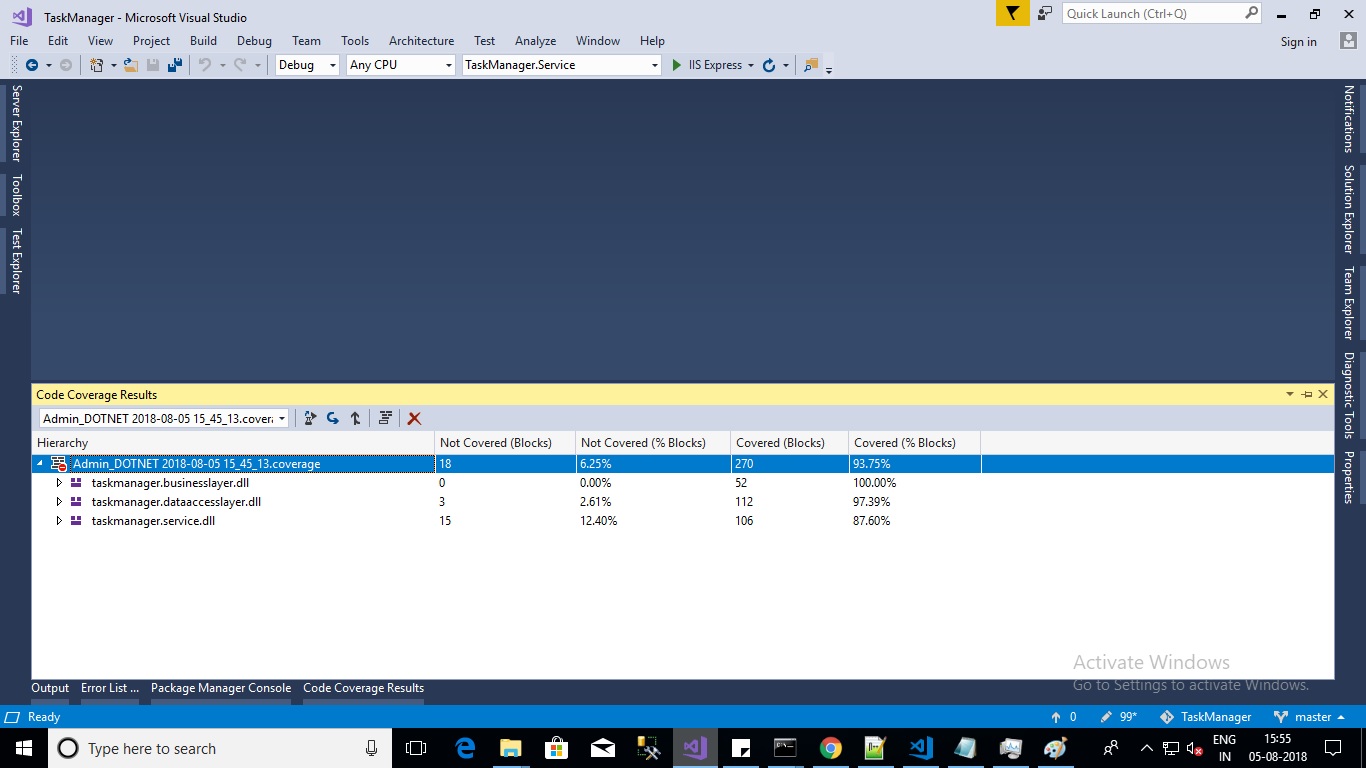 TaskManager - Microsoft Visual Studio
Quick Launch (Ctrl+Q)
File Edit View Project Build Debug Team Tools Architecture Test Analyze Window Help
Sign in
Debug Any CPU TaskManager.Service IIS Express
Server Explorer
Toolbox
Test Explorer
Notifications
Solution Explorer
Team Explorer
Diagnostic Tools
Properties
Code Coverage Results
Admin_DOTNET 2018-08-05 15_45_13.covera
Hierarchy Not Covered (Blocks) Not Covered (% Blocks) Covered (Blocks) Covered (% Blocks)
Admin_DOTNET 2018-08-05 15_45_13.coverage 18 6.25% 270 93.75%
taskmanager.businesslayer.dll 0 0.00% 52 100.00%
taskmanager.dataaccesslayer.dll 3 2.61% 112 97.39%
taskmanager.service.dll 15 12.40% 106 87.60%
Activate Windows
Go to Settings to activate Windows.
Output Error List ... Package Manager Console Code Coverage Results
Ready 0 99* TaskManager master
Type here to search
ENG
IN
15:55
05-08-2018